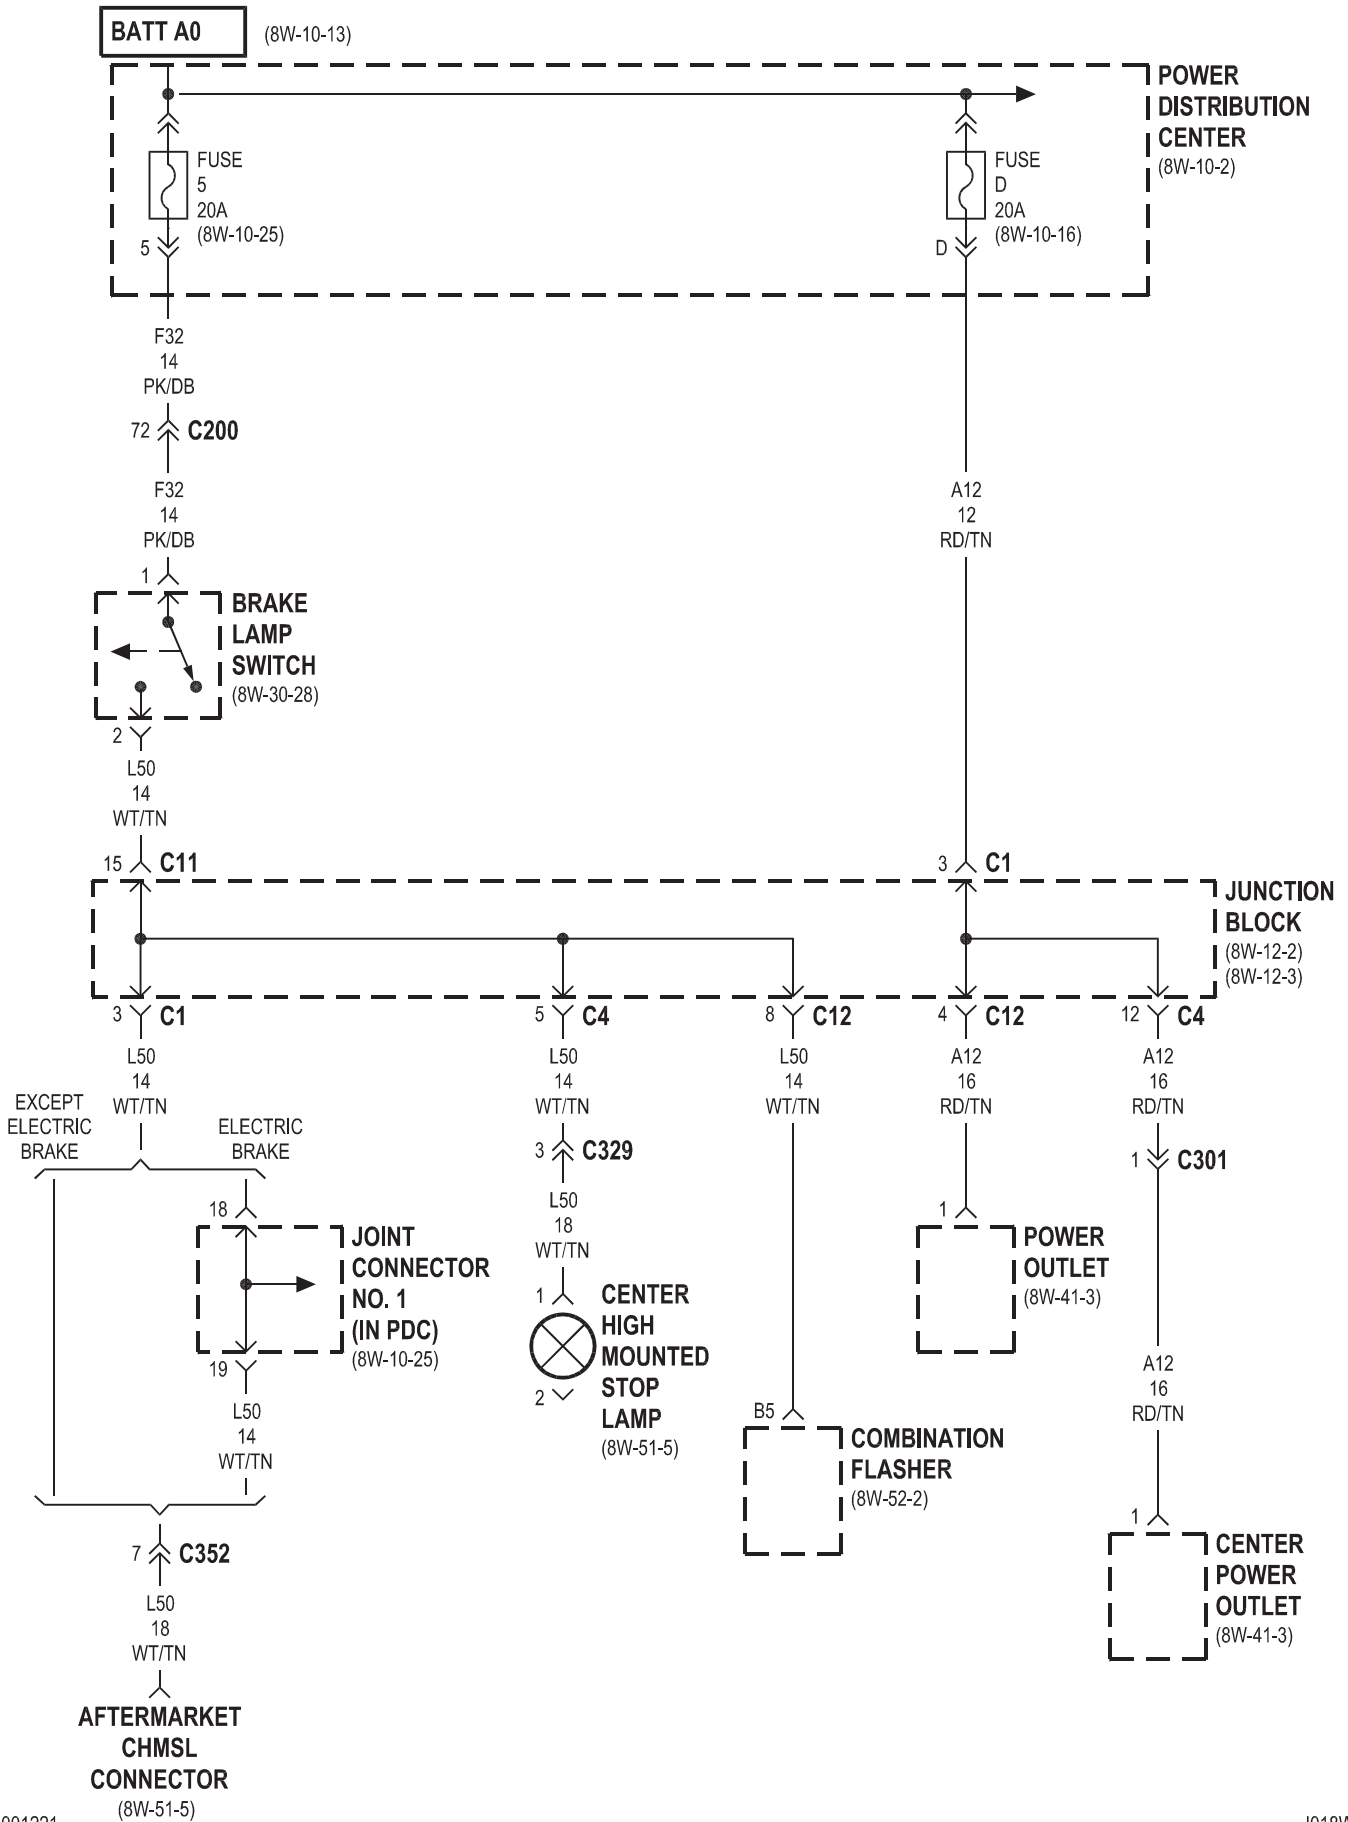 BATT A0
(8W-10-13)
POWER
DISTRIBUTION
CENTER
(8W-10-2)
FUSE
5
20A
(8W-10-25)
5
FUSE
D
20A
(8W-10-16)
D
F32
14
PK/DB
72
C200
F32
14
PK/DB
A12
12
RD/TN
1
BRAKE
LAMP
SWITCH
(8W-30-28)
2
L50
14
WT/TN
15
C11
3
C1
JUNCTION
BLOCK
(8W-12-2)
(8W-12-3)
3
C1
5
C4
8
C12
4
C12
12
C4
L50
14
WT/TN
L50
14
WT/TN
L50
14
WT/TN
A12
16
RD/TN
A12
16
RD/TN
EXCEPT
ELECTRIC
BRAKE
ELECTRIC
BRAKE
3
C329
1
C301
L50
18
WT/TN
18
JOINT
CONNECTOR
NO. 1
(IN PDC)
(8W-10-25)
19
1
CENTER
HIGH
MOUNTED
STOP
LAMP
(8W-51-5)
2
1
POWER
OUTLET
(8W-41-3)
A12
16
RD/TN
L50
14
WT/TN
B5
COMBINATION
FLASHER
(8W-52-2)
1
CENTER
POWER
OUTLET
(8W-41-3)
7
C352
L50
18
WT/TN
AFTERMARKET
CHMSL
CONNECTOR
(8W-51-5)